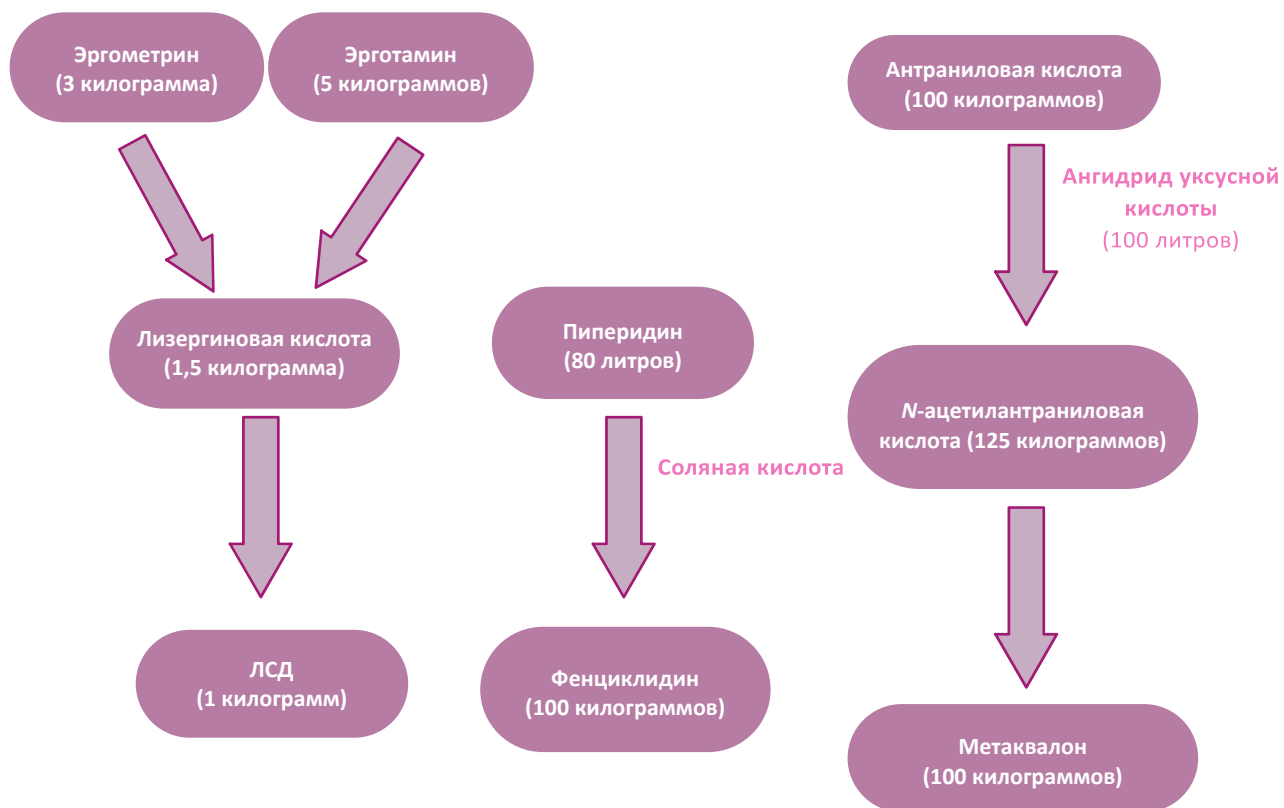 Эргометрин
(3 килограмма)
Эрготамин
(5 килограммов)
Антраниловая кислота
(100 килограммов)
Ангидрид уксусной
кислоты
(100 литров)
Лизергиновая кислота
(1,5 килограмма)
Пиперидин
(80 литров)
N-ацетилантраниловая
кислота (125 килограммов)
Соляная кислота
ЛСД
(1 килограмм)
Фенциклидин
(100 килограммов)
Метаквалон
(100 килограммов)